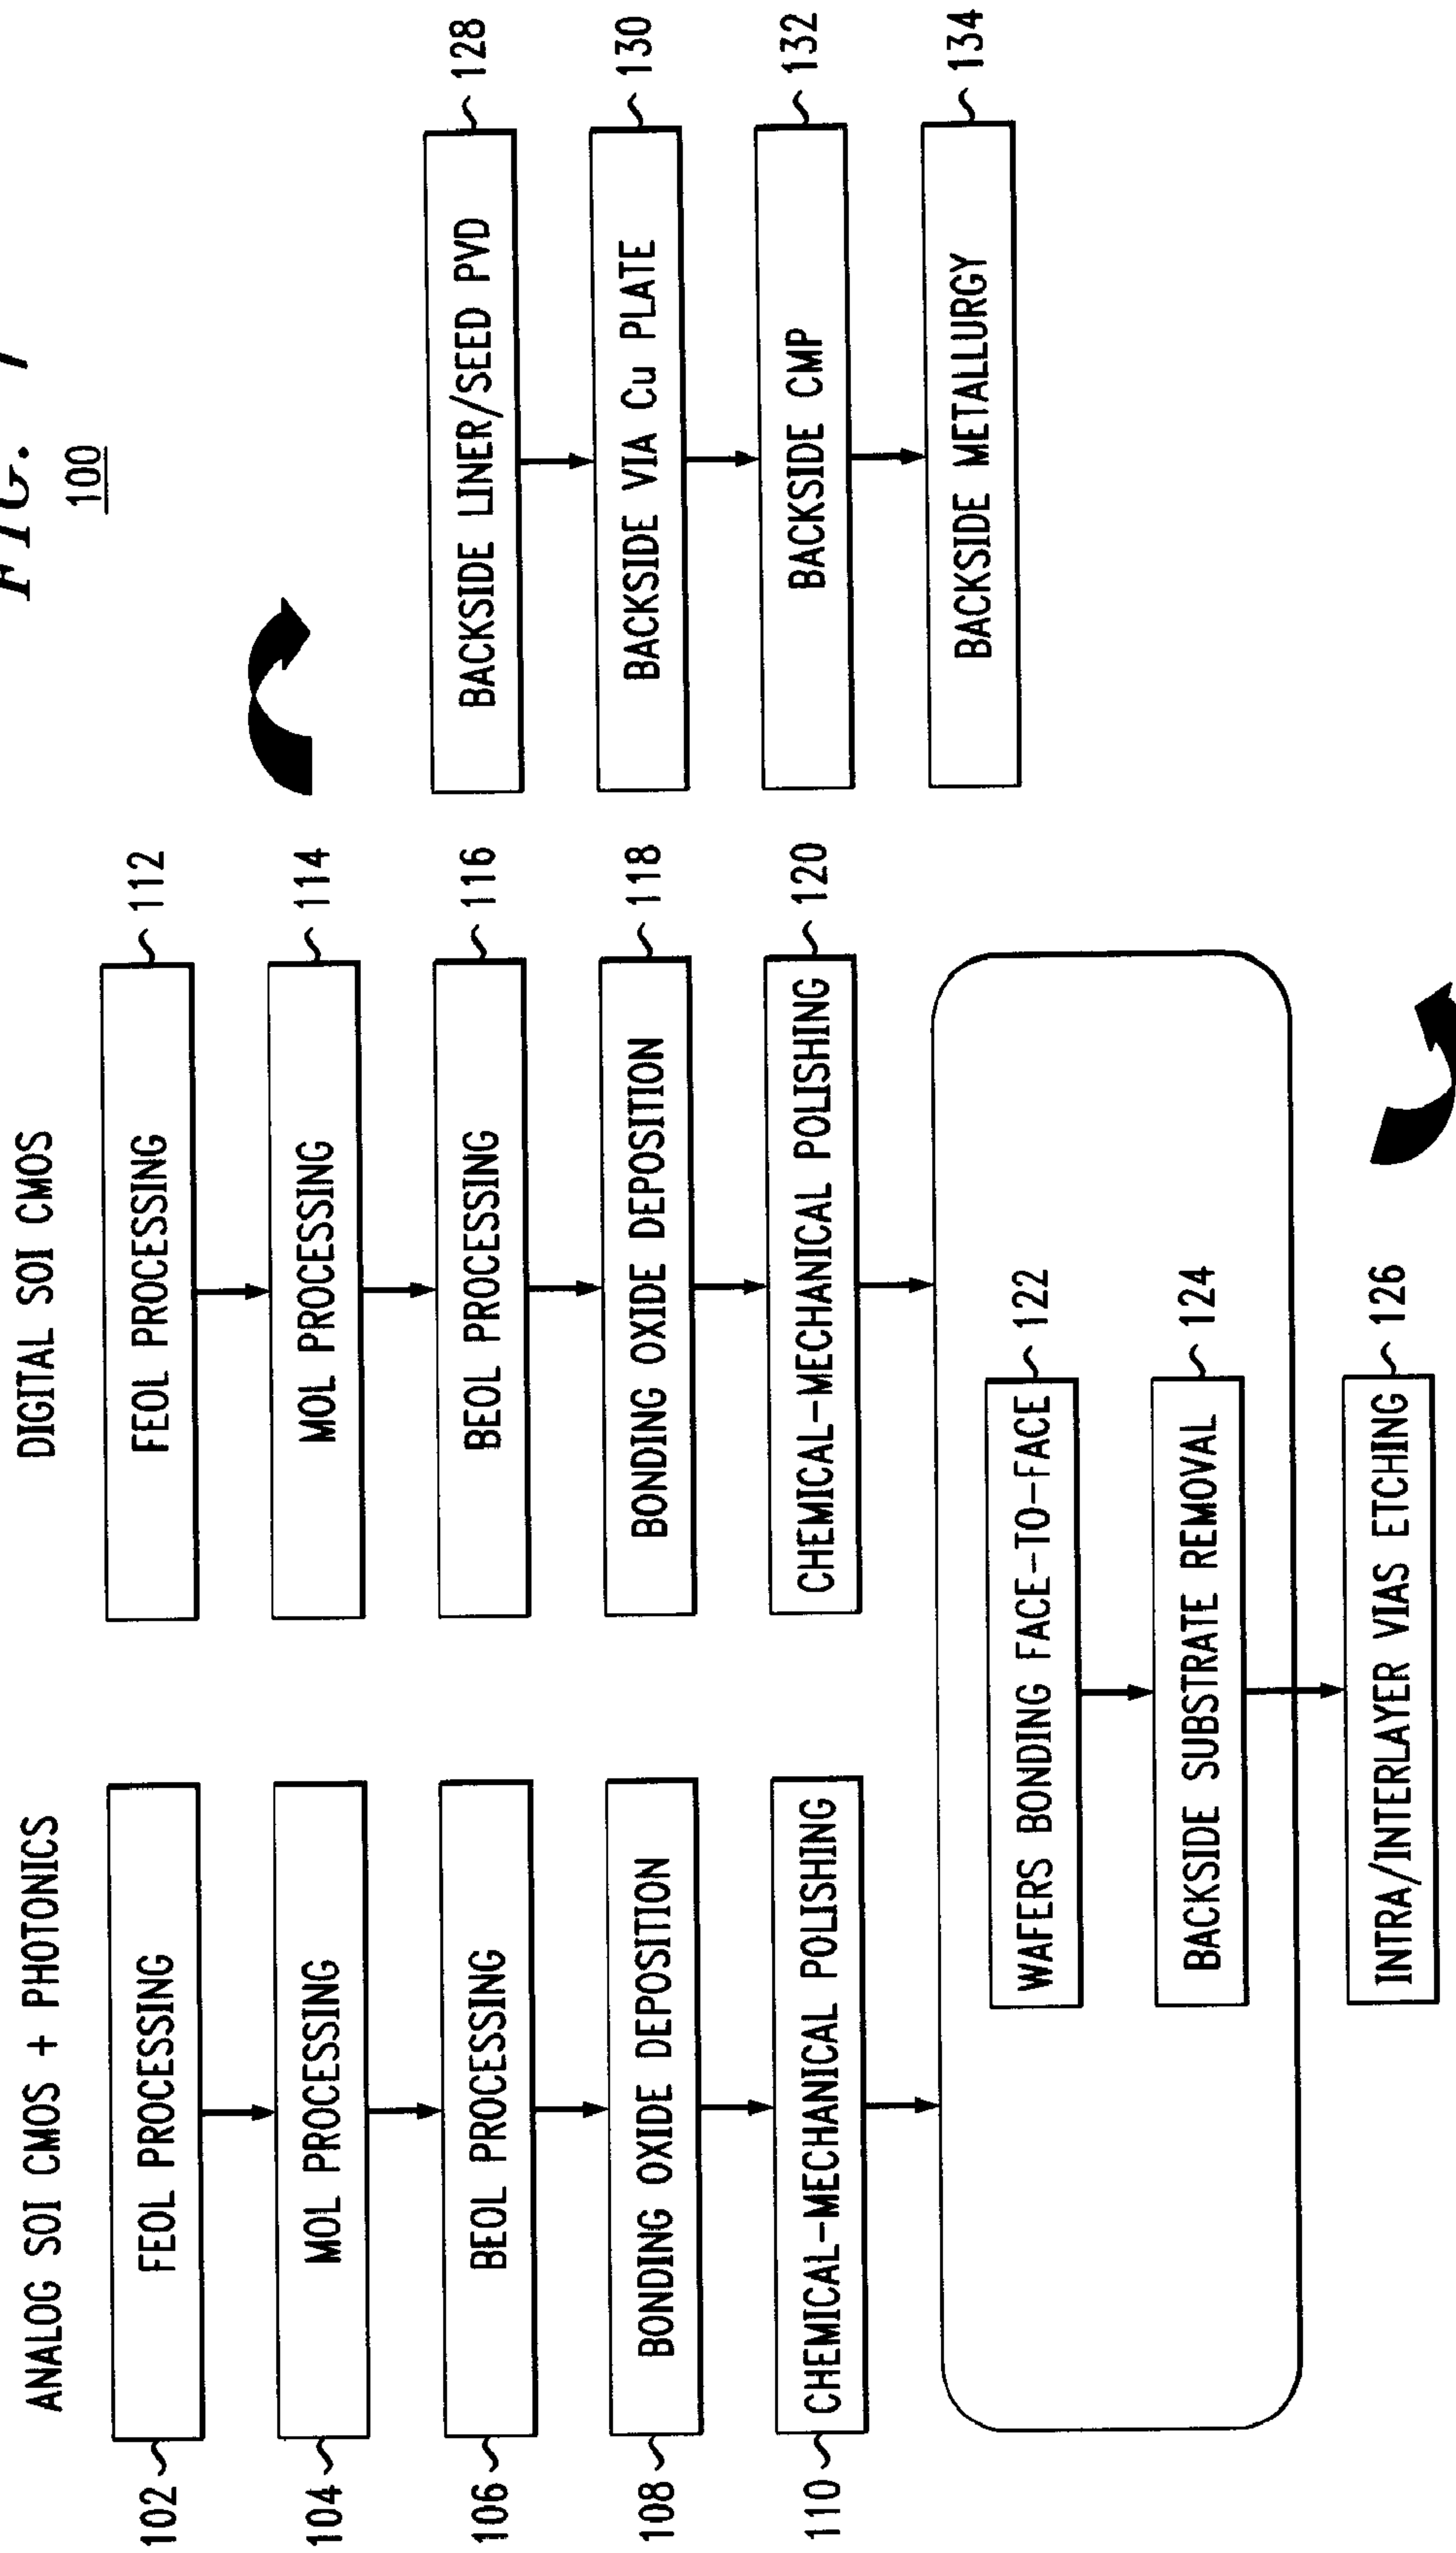 FIG. 1
100
ANALOG SOI CMOS + PHOTONICS
102
FEOL PROCESSING
104
MOL PROCESSING
106
BEOL PROCESSING
108
BONDING OXIDE DEPOSITION
110
CHEMICAL-MECHANICAL POLISHING
DIGITAL SOI CMOS
FEOL PROCESSING
112
MOL PROCESSING
114
BEOL PROCESSING
116
BONDING OXIDE DEPOSITION
118
CHEMICAL-MECHANICAL POLISHING
120
WAFERS BONDING FACE-TO-FACE
122
BACKSIDE SUBSTRATE REMOVAL
124
INTRA/INTERLAYER VIAS ETCHING
126
BACKSIDE LINER/SEED PVD
128
BACKSIDE VIA Cu PLATE
130
BACKSIDE CMP
132
BACKSIDE METALLURGY
134